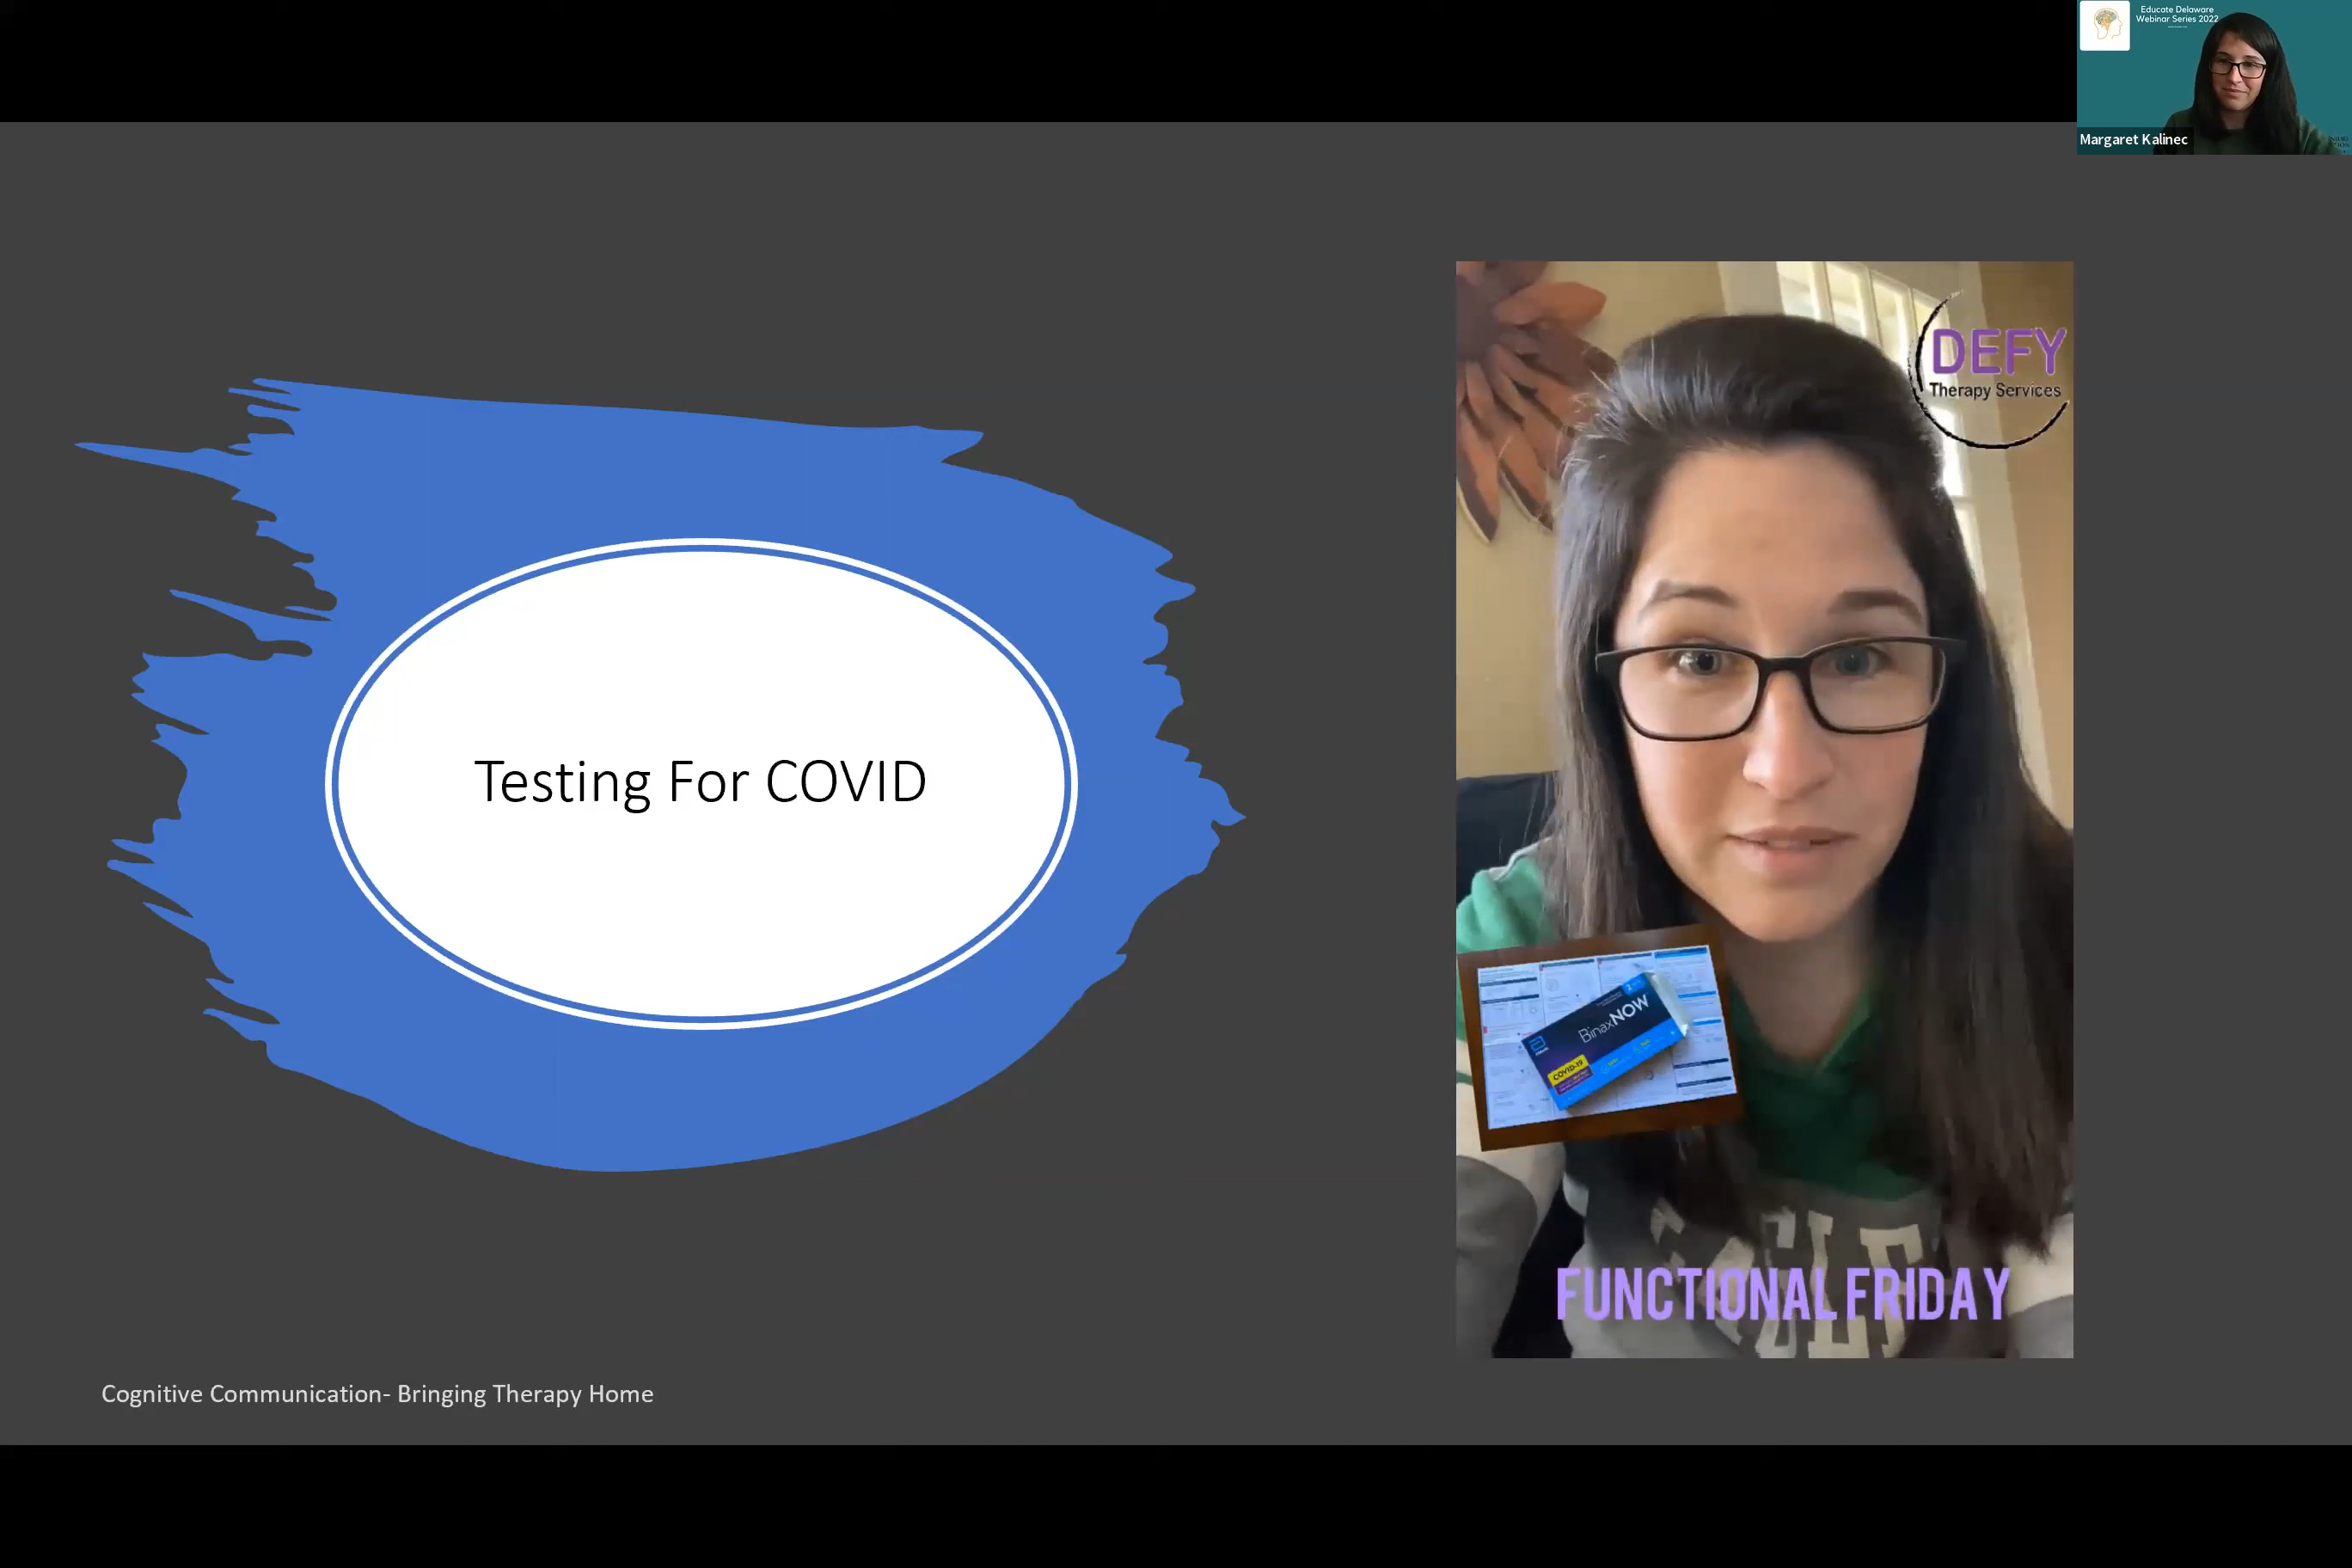 Educate Delaware
Webinar Series 2022
Margaret Kalinec
DEFY
Therapy Services
Testing For COVID
BinaxNOW
COVID-19
FUNCTIONAL FRIDAY
Cognitive Communication- Bringing Therapy Home